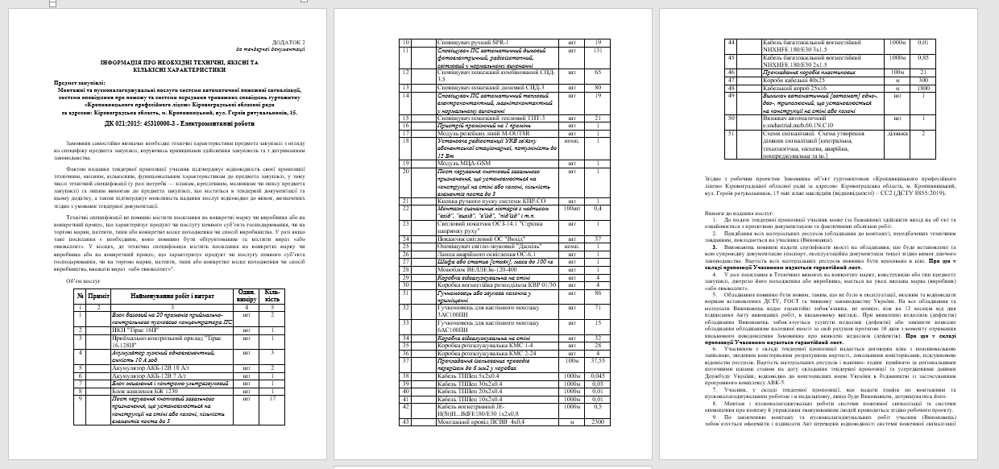 ДОДАТОК 2
до тендерної документації
ІНФОРМАЦІЯ ПРО НЕОБХІДНІ ТЕХНІЧНІ, ЯКІСНІ ТА
КІЛЬКІСНІ ХАРАКТЕРИСТИКИ
Предмет закупівлі:
Монтажні та пусконалагоджувальні послуги системи автоматичної пожежної сигналізації,
системи оповіщення про пожежу та системи передавання тривожних сповіщень гуртожитку
«Кропивницького професійного ліцею» Кіровоградської обласної ради
за адресою: Кіровоградська область, м. Кропивницький, вул. Героїв рятувальників, 15.
ДК 021:2015: 45310000-3 - Електромонтажні роботи
Замовник самостійно визначає необхідні технічні характеристики предмета закупівлі з огляду
на специфіку предмета закупівлі, керуючись принципами здійснення закупівель та з дотриманням
законодавства.
Фактом подання тендерної пропозиції учасник підтверджує відповідність своєї пропозиції
технічним, якісним, кількісним, функціональним характеристикам до предмета закупівлі, у тому
числі технічній специфікації (у разі потреби — планам, кресленням, малюнкам чи опису предмета
закупівлі) та іншим вимогам до предмета закупівлі, що містяться в тендерній документації та
цьому додатку, а також підтверджує можливість надання послуг відповідно до вимог, визначених
згідно з умовами тендерної документації.
Технічні специфікації не повинні містити посилання на конкретні марку чи виробника або на
конкретний процес, що характеризує продукт чи послугу певного суб'єкта господарювання, чи на
торгові марки, патенти, типи або конкретне місце походження чи спосіб виробництва. У разі якщо
таке посилання є необхідним, воно повинно бути обґрунтованим та містити вираз «або
еквівалент». У місцях, де технічна специфікація містить посилання на конкретні марку чи
виробника або на конкретний процес, що характеризує продукт чи послугу певного суб'єкта
господарювання, чи на торгові марки, патенти, типи або конкретне місце походження чи спосіб
виробництва, вважати вираз «або еквівалент".
Об'єм послуг
№ Приміт Найменування робіт і витрат Один. виміру Кіль-кість
1 2 3 4 5
1 Блок базовий на 20 променів приймально-
контрольного пускового концентратора ПС шт 2
2 ПКП "Тірас 16П" шт 1
3 Приймально-контрольний прилад "Тірас
16.128П" шт 1
4 Акумулятор лужний одноелементний,
ємкість 10 А.год шт 3
5 Акумулятор АКБ-12В 18 А/г шт 2
6 Акумулятор АКБ-12В 7 А/г шт 1
7 Блок живлення і контролю ультразвуковий шт 1
8 Блок живлення БЖ 1230 шт 1
9 Пост керування кнопковий загального
призначення, що установлюється на
конструкції на стіні або колоні, кількість
елементів поста до 3 шт 17
10 Сповіщувач ручний SPR-1 шт 19
11 Сповіщувач ПС автоматичний димовий
фотоелектричний, радіоізотопний,
світловий у нормальному виконанні шт 131
12 Сповіщувач пожежний комбінований СПД-
3.5 шт 65
13 Сповіщувач пожежний димовий СПД-3 шт 80
14 Сповіщувач ПС автоматичний тепловий
електроконтактний, магнітоконтактний
у нормальному виконанні шт 19
15 Сповіщувач пожежний тепловий ТПТ-3 шт 21
16 Пристрій проміжний на 1 промінь шт 1
17 Модуль релейних ліній M-OUT8R шт 1
18 Установка радіостанції УКВ зв'язку
абонентської стаціонарної, потужність до
15 Вт комп. 1
19 Модуль МЦА-GSM шт 1
20 Пост керування кнопковий загального
призначення, що установлюється на
конструкції на стіні або колоні, кількість
елементів поста до 3 шт 1
21 Кнопка ручного пуску системи КПР-СО шт 1
22 Монтаж сигнальних ліхтарів з надписом
"вхід", "вихід", "в'їзд", "під'їзд" і т.п. 100шт 0,4
23 Світловий показчик ОСЗ-14.1 "Стрілка
напрямку руху" шт 1
24 Покажчик світловий ОС "Вихід" шт 37
25 Оповіщувач світло-звуковий "Джміль" комп. 1
26 Лампа аварійного освітлення ОС-6.1 шт 1
27 Шафа або статив [стояк], маса до 100 кг шт 1
28 Моноблок ВЕЛЛЕЗн-120-400 шт 1
29 Коробка відгалужувальна на стіні шт 4
30 Коробка вогнестійка розподільча КВР 01/30 шт 4
31 Гучномовець або звукова колонка у
приміщенні шт 86
32 Гучномовець для настінного монтажу
3АС100ПН шт 71
33 Гучномовець для настінного монтажу
6АС100ПН шт 15
34 Коробка відгалужувальна на стіні шт 32
35 Коробка розгалужувальна КМС 1-4 шт 28
36 Коробка розгалужувальна КМС 2-24 шт 4
37 Прокладання ізольованих проводів
перерізом до 6 мм2 у коробах 100м 37,55
38 Кабель ТППеп 5х2х0.4 1000м 0,045
39 Кабель ТППеп 30х2х0.4 1000м 0,03
40 Кабель ТППеп 20х2х0.4 1000м 0,01
41 Кабель ТППеп 10х2х0.4 1000м 0,01
42 Кабель вогнетривкий JE-
H(St)H...BdFE180/E30 1х2х0,8 1000м 0,5
43 Монтажний провід ПСВВ 4х0,4 м 2300
44 Кабель багатожильний вогнестійкий
NHXHFE 180/E30 3х1.5 1000м 0,01
45 Кабель багатожильний вогнестійкий
NHXHFE 180/E30 2х1.5 1000м 0,85
46 Прокладання коробів пластикових 100м 21
47 Короби кабельні 40х25 м 300
48 Кабельний короб 25х16 м 1800
49 Вимикач автоматичний [автомат] одно-,
дво-, триполюсний, що установлюється
на конструкції на стіні або колоні шт 1
50 Вимикач автоматичний
e.industrial.mcb.60.1N.C10 шт 1
51 Схеми сигналізації. Схема утворення
ділянки сигналізації [центральна,
технологічна, місцева, аварійна,
попереджувальна та ін.] ділянка 2
Згідно з робочим проектом Замовника об'єкт гуртожитоком «Кропивницького професійного
ліцею» Кіровоградської обласної ради за адресою: Кіровоградська область, м. Кропивницький,
вул. Героїв рятувальників, 15 має клас наслідків (відповідності) – СС2 (ДСТУ 8855:2019).
Вимоги до надання послуг:
1. До подачі тендерної пропозиції учасник може (за бажанням) здійснити вихід на об'єкт та
ознайомитися з проектною документацією та фактичними обсягами робіт.
2. Придбання всіх матеріальних ресурсів (обладнання до монтажу), передбачених технічним
завданням, покладається на учасника (Виконавця).
3. Виконавець повинен надати сертифікати якості на обладнання, що буде встановлене та
всю супровідну документацію (паспорт, експлуатаційна документація тощо) згідно вимог діючого
законодавства. Вартість всіх матеріальних ресурсів повинна бути врахована в ціні. Про що у
складі пропозиції Учасником надається гарантійний лист.
4. У разі посилання в Технічних вимогах на конкретну марку, конструкцію або тип предмету
закупівлі, джерело його походження або виробника, мається на увазі вказана марка (виробник)
«або еквівалент».
5. Обладнання повинно бути новим, таким, що не було в експлуатації, якісним та відповідати
нормам встановлених ДСТУ, ГОСТ та чинному законодавству України. На все обладнання та
матеріали Виконавець надає гарантійні зобов'язання, не менше, ніж на 12 місяців від дня
підписання Акту виконаних робіт, в письмовому вигляді. При виявленні недоліків (дефектів)
обладнання Виконавець зобов'язується усунути недоліки (дефекти) або замінити неякісне
обладнання обладнанням належної якості за свій рахунок протягом 10 днів з моменту отримання
письмового повідомлення Замовника про виявлені недоліки (дефекти). Про що у складі
пропозиції Учасником надається гарантійний лист.
6. Учасником у складі тендерної пропозиції надається договірна ціна з пояснювальною
запискою, зведеним кошторисним розрахунком вартості, локальними кошторисами, підсумковою
відомістю ресурсів. Вартість матеріальних ресурсів і машино- годин прийнято за регіональними
поточними цінами станом на дату складання тендерної пропозиції та усередненими даними
Держбуду України, відповідно до кошторисних норм України в будівництві із застосуванням
програмного комплексу АВК-5.
7. Учасник, у складі тендерної пропозиції, має надати графік по монтажним та
пусконалагоджувальним роботам і в подальшому, якщо буде Виконавцем, дотримуватись його.
8. Монтаж і пусконалагоджувальні роботи системи пожежної сигналізації та системи
оповіщення про пожежу й управління евакуюванням людей проводяться згідно робочого проекту.
9. По закінченню монтажу та пусконалагоджувальних робіт учасник (Виконавець)
зобов'язується оформити і підписати Акт перевірки відповідності системи пожежної сигналізації